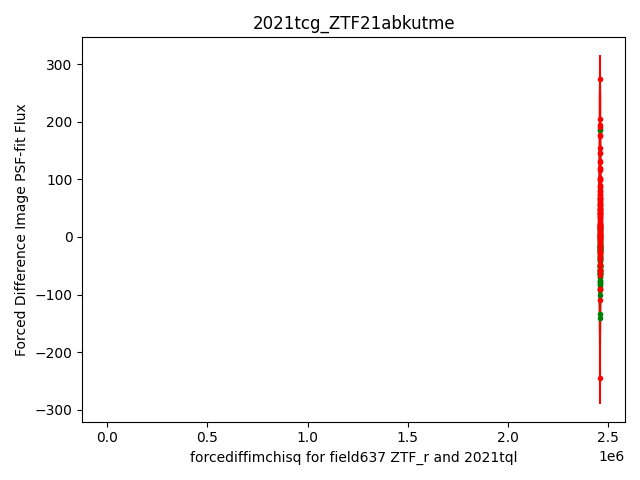 2021tcg_ZTF21abkutme
Forced Difference Image PSF-fit Flux
300
200
100
0
−100
−200
−300
0.0 0.5 1.0 1.5 2.0 2.5
1e6
forcediffimchisq for field637 ZTF_r and 2021tql